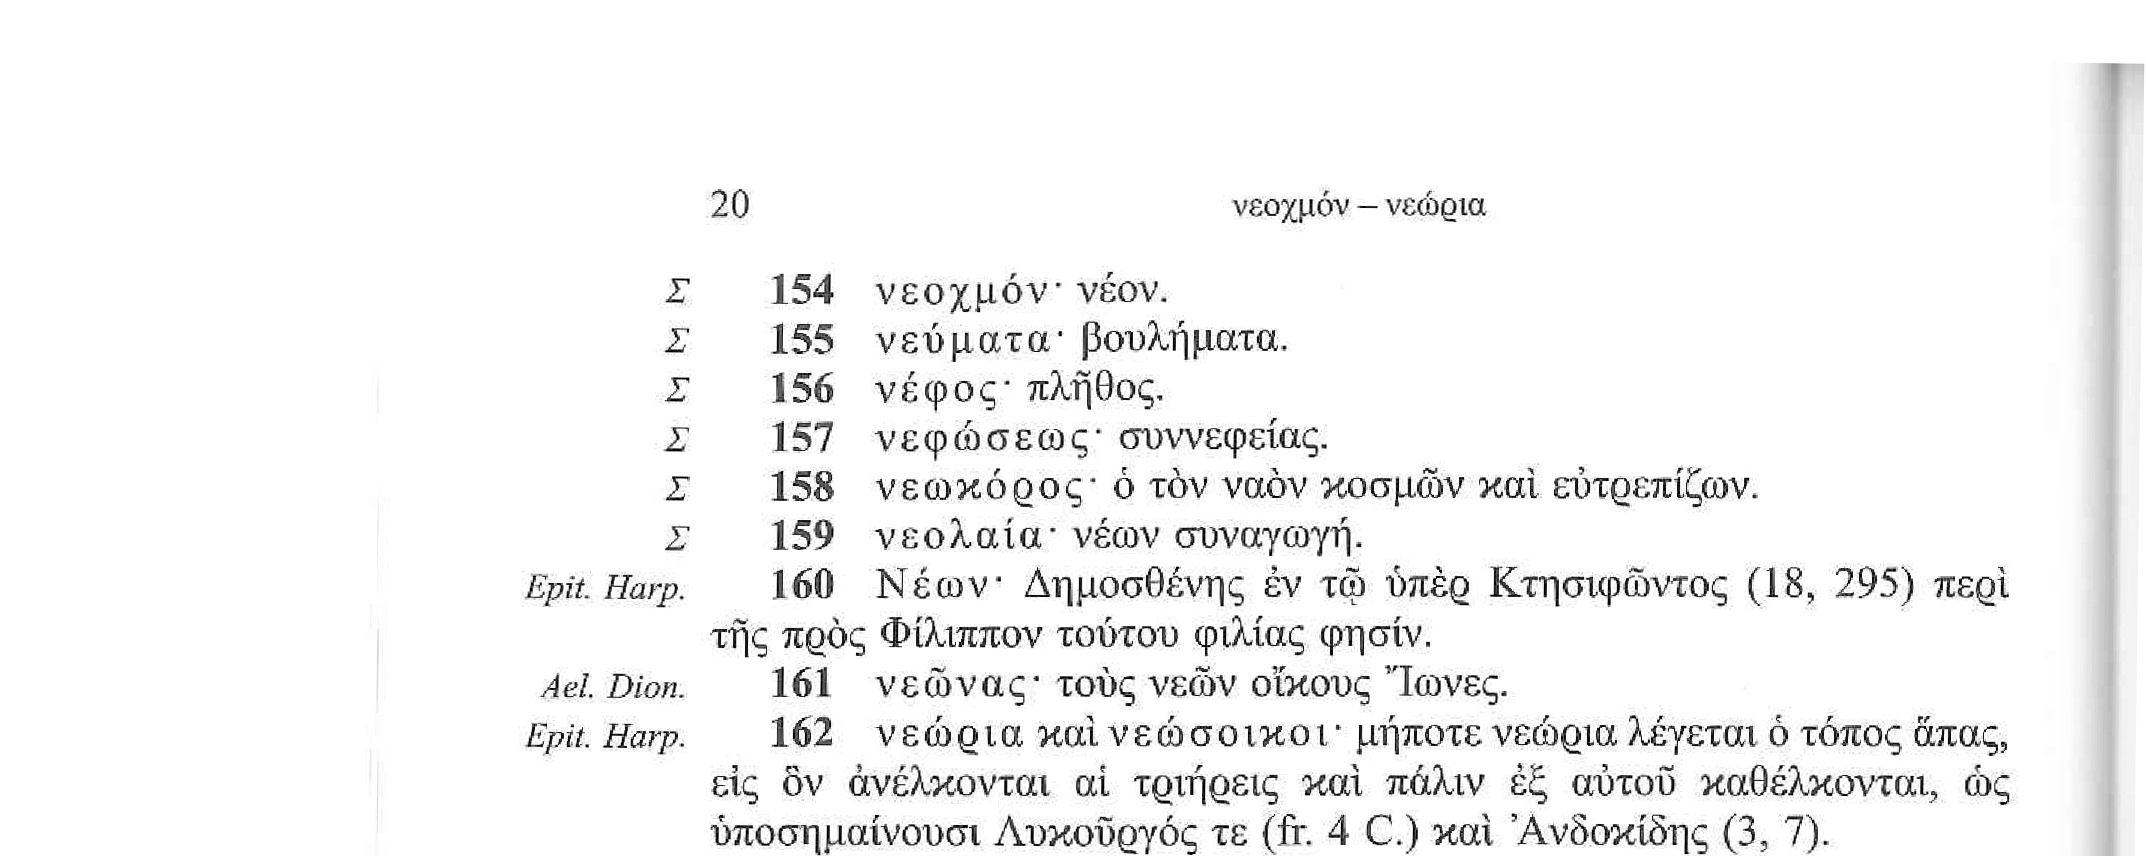 20 νεοχμόν – νεώρια
Σ 154 νεοχμόν· νέον.
Σ 155 νεύματα· βουλήματα.
Σ 156 νέφος· πλῆθος.
Σ 157 νεφώσεως· συννεφείας.
Σ 158 νεωκόρος· ὁ τὸν ναὸν κοσμῶν καὶ εὐτρεπίζων.
Σ 159 νεολαία· νέων συναγωγή.
Epit. Harp. 160 Νέων· Δημοσθένης ἐν τῷ ὑπὲρ Κτησιφῶντος (18, 295) περὶ
τῆς πρὸς Φίλιππον τούτου φιλίας φησίν.
Ael. Dion. 161 νεῶνας· τοὺς νεῶν οἴκους Ἴωνες.
Epit. Harp. 162 νεώρια καὶ νεώσοικοι· μήποτε νεώρια λέγεται ὁ τόπος ἅπας,
εἰς ὃν ἀνέλκονται αἱ τριήρεις καὶ πάλιν ἐξ αὐτοῦ καθέλκονται, ὡς
ὑποσημαίνουσι Λυκοῦργός τε (fr. 4 C.) καὶ Ἀνδοκίδης (3, 7).